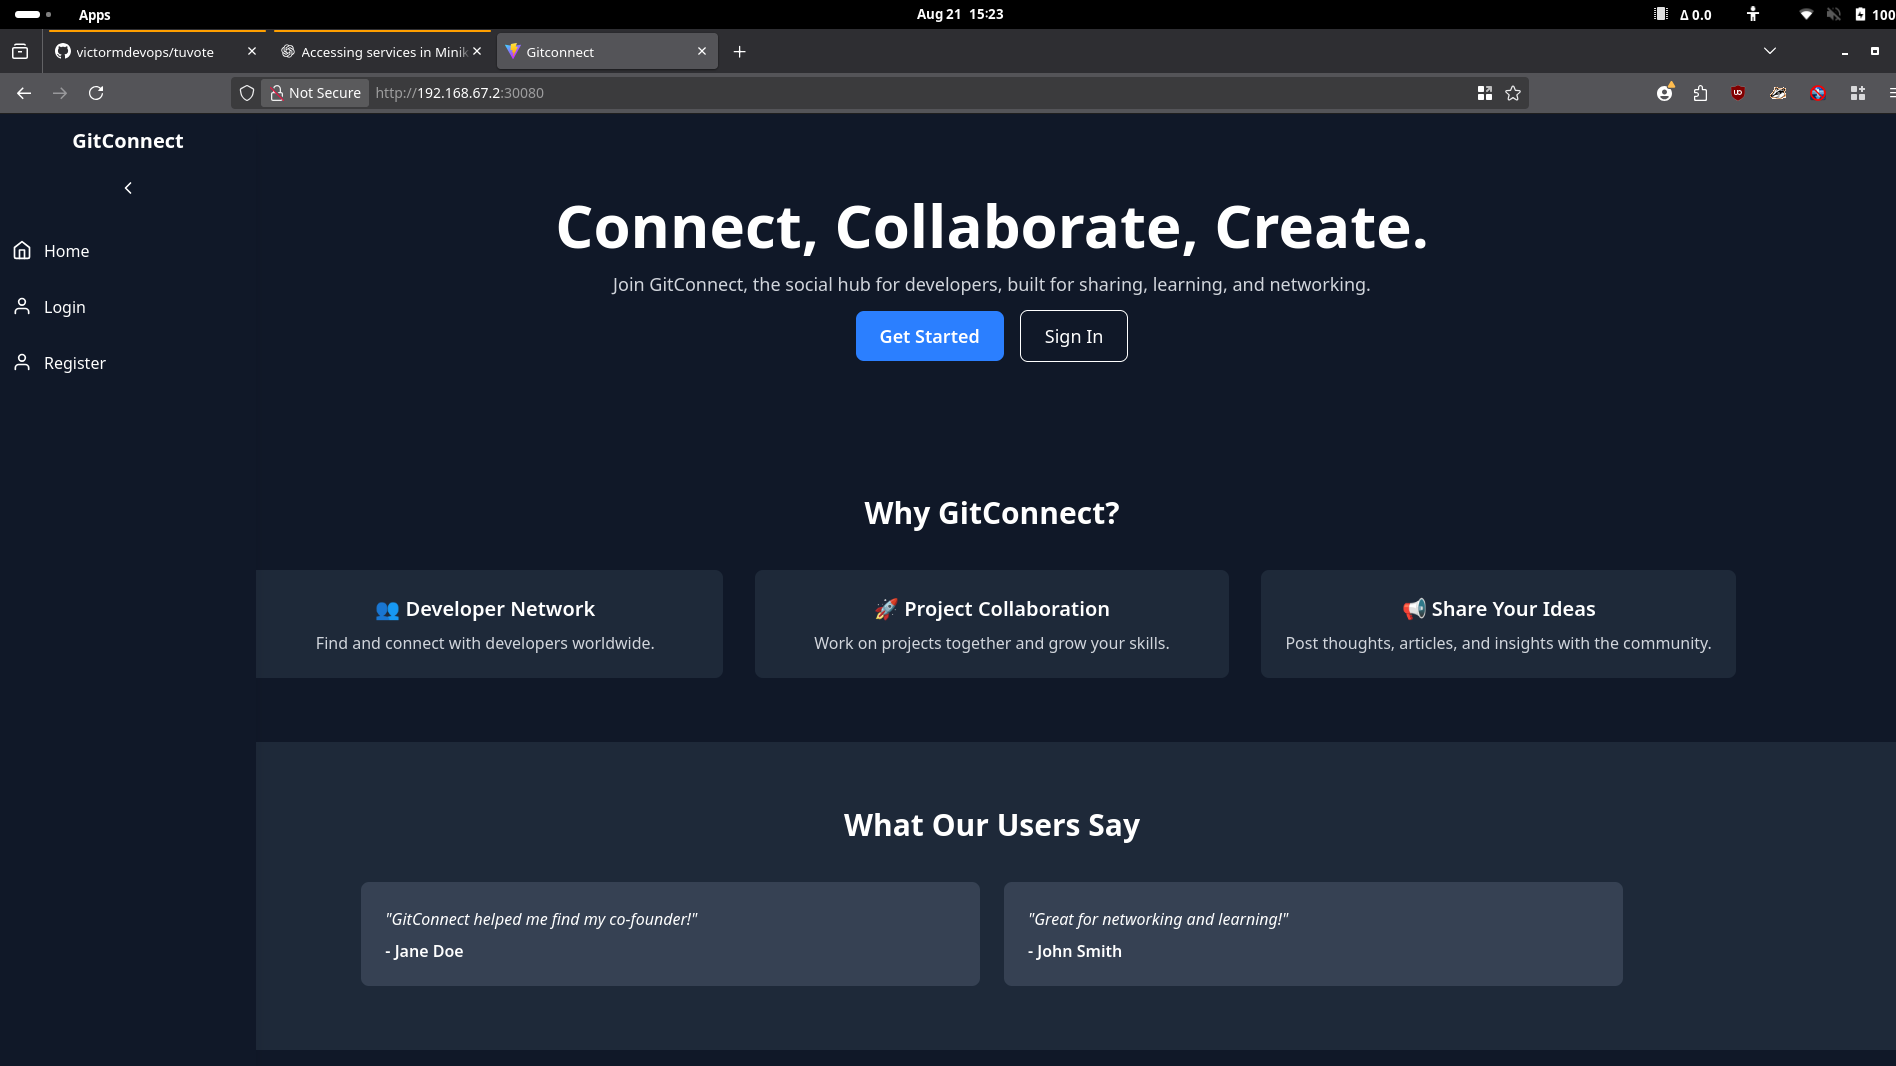 Apps
Aug 21 15:23
Δ 0.0
100
victormdevops/tuvote
Accessing services in Minik
Gitconnect
Not Secure
http://192.168.67.2:30080
GitConnect
Home
Login
Register
Connect, Collaborate, Create.
Join GitConnect, the social hub for developers, built for sharing, learning, and networking.
Get Started
Sign In
Why GitConnect?
👥 Developer Network
Find and connect with developers worldwide.
🚀 Project Collaboration
Work on projects together and grow your skills.
📢 Share Your Ideas
Post thoughts, articles, and insights with the community.
What Our Users Say
"GitConnect helped me find my co-founder!"
- Jane Doe
"Great for networking and learning!"
- John Smith